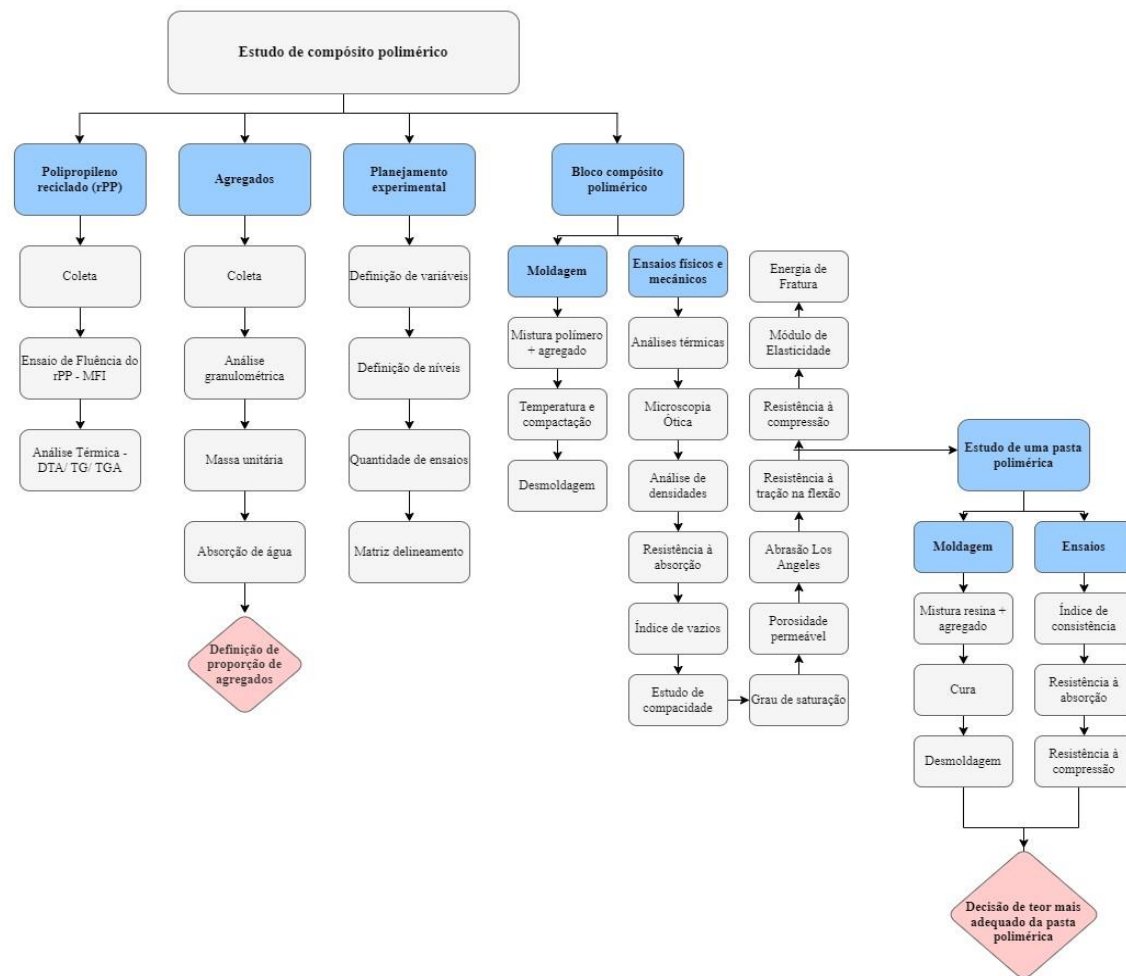 Estudo de compósito polimérico
Polipropileno
reciclado (rPP)
Coleta
Ensaio de Fluência do
rPP - MFI
Análise Térmica -
DTA/ TG/ TGA
Agregados
Coleta
Análise
granulométrica
Massa unitária
Absorção de água
Definição de
proporção de
agregados
Planejamento
experimental
Definição de variáveis
Definição de níveis
Quantidade de ensaios
Matriz delineamento
Bloco compósito
polimérico
Moldagem
Mistura polímero
+ agregado
Temperatura e
compactação
Desmoldagem
Ensaios físicos e
mecânicos
Análises térmicas
Microscopia
Ótica
Análise de
densidades
Resistência à
absorção
Índice de vazios
Estudo de
compacidade
Grau de saturação
Porosidade
permeável
Abrasão Los
Angeles
Resistência à
tração na flexão
Resistência à
compressão
Módulo de
Elasticidade
Energia de
Fratura
Estudo de uma pasta
polimérica
Moldagem
Mistura resina +
agregado
Cura
Desmoldagem
Ensaios
Índice de
consistência
Resistência à
absorção
Resistência à
compressão
Decisão de teor mais
adequado da pasta
polimérica